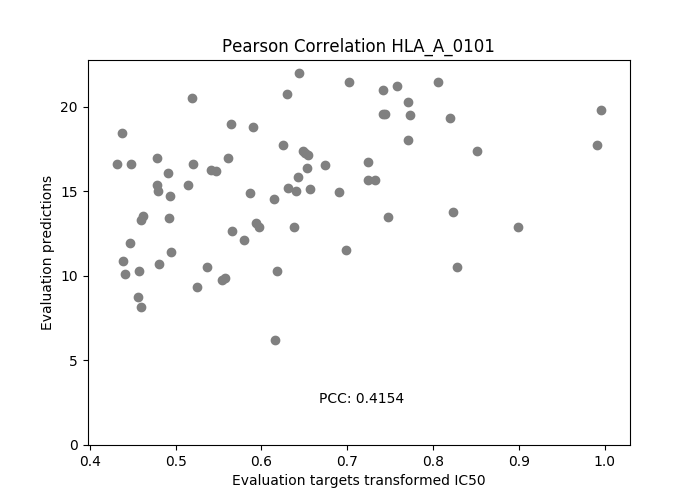 Pearson Correlation HLA_A_0101
Evaluation predictions
20
15
10
5
0
PCC: 0.4154
0.4 0.5 0.6 0.7 0.8 0.9 1.0
Evaluation targets transformed IC50